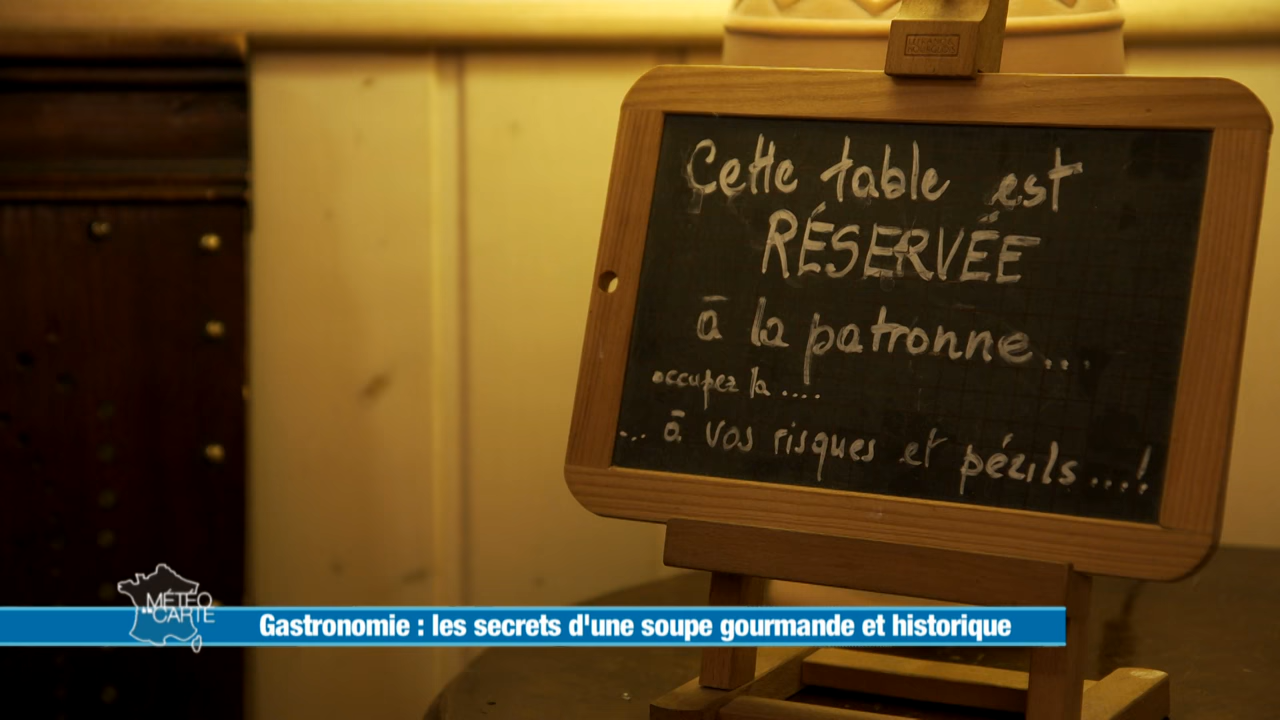 Cette table est
RÉSERVÉE
à la patronne...
occupez la ....
... à vos risques et périls ...!
MÉTÉO
à la CARTE
Gastronomie : les secrets d'une soupe gourmande et historique